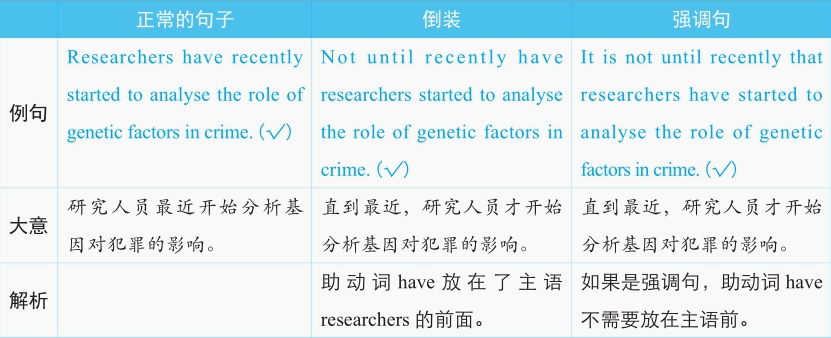 正常的句子 倒装 强调句
例句
Researchers have recently
started to analyse the role of
genetic factors in crime. (√)
Not until recently have
researchers started to analyse
the role of genetic factors in
crime. (√)
It is not until recently that
researchers have started to
analyse the role of genetic
factors in crime. (√)
大意
研究人员最近开始分析基
因对犯罪的影响。
直到最近，研究人员才开始
分析基因对犯罪的影响。
直到最近，研究人员才开始
分析基因对犯罪的影响。
解析
助动词 have 放在了主语
researchers 的前面。
如果是强调句，助动词 have
不需要放在主语前。